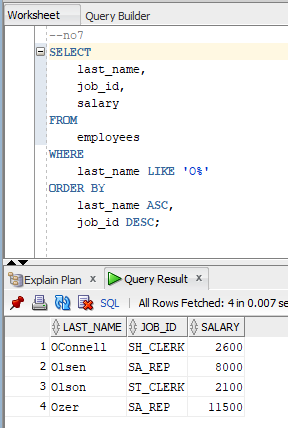 Worksheet Query Builder
--no7
SELECT
last_name,
job_id,
salary
FROM
employees
WHERE
last_name LIKE 'O%'
ORDER BY
last_name ASC,
job_id DESC;
Explain Plan x Query Result x
SQL All Rows Fetched: 4 in 0.007 se
LAST_NAME JOB_ID SALARY
1 OConnell SH_CLERK 2600
2 Olsen SA_REP 8000
3 Olson ST_CLERK 2100
4 Ozer SA_REP 11500